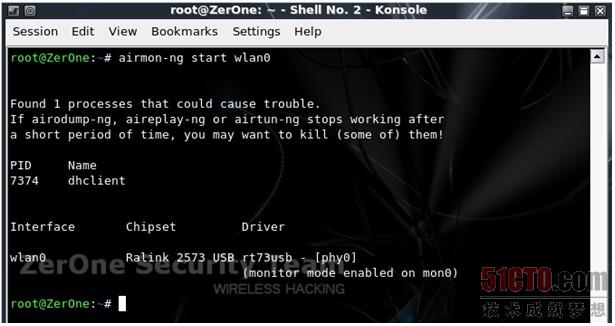 root@ZerOne: ~ - Shell No. 2 - Konsole
Session Edit View Bookmarks Settings Help
root@ZerOne:~# airmon-ng start wlan0
Found 1 processes that could cause trouble.
If airodump-ng, aireplay-ng or airtun-ng stops working after
a short period of time, you may want to kill (some of) them!
PID Name
7374 dhclient
Interface Chipset Driver
wlan0 Ralink 2573 USB rt73usb - [phy0]
(monitor mode enabled on mon0)
ZerOne Security Team
WIRELESS HACKING
root@ZerOne:~#
51CTO.com
技术成就梦想